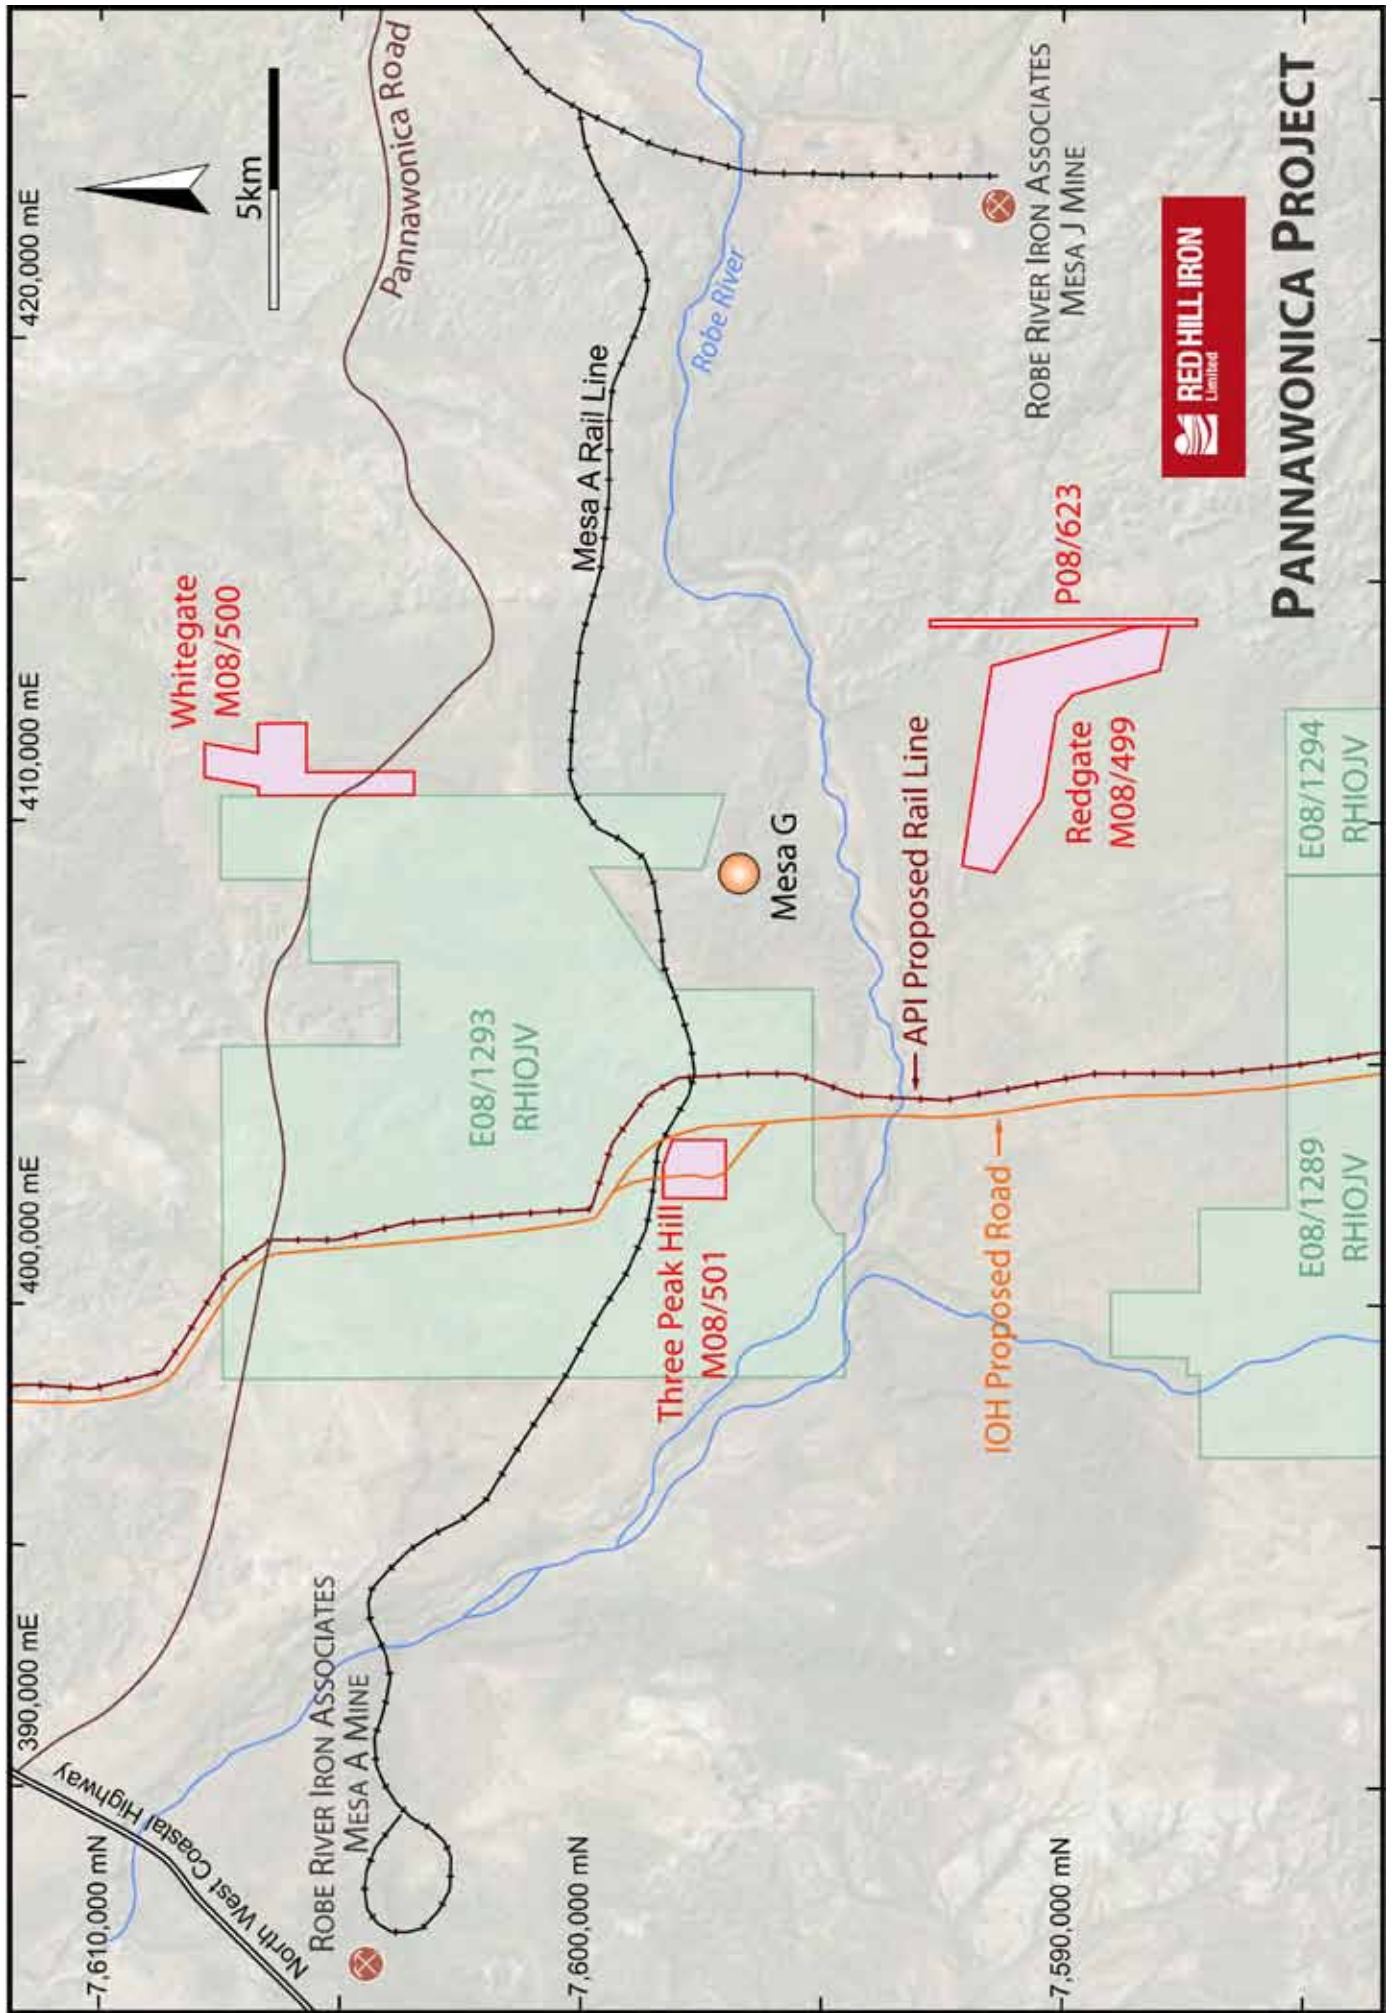 390,000 mE
400,000 mE
410,000 mE
420,000 mE
7,610,000 mN
7,600,000 mN
7,590,000 mN
North West Coastal Highway
Pannawonica Road
5km
Whitegate
M08/500
ROBE RIVER IRON ASSOCIATES
MESA A MINE
E08/1293
RHIOJV
Mesa A Rail Line
Robe River
Three Peak Hill
M08/501
Mesa G
API Proposed Rail Line
IOH Proposed Road
ROBE RIVER IRON ASSOCIATES
MESA J MINE
Redgate
M08/499
P08/623
E08/1289
RHIOJV
E08/1294
RHIOJV
RED HILL IRON
Limited
PANNAWONICA PROJECT